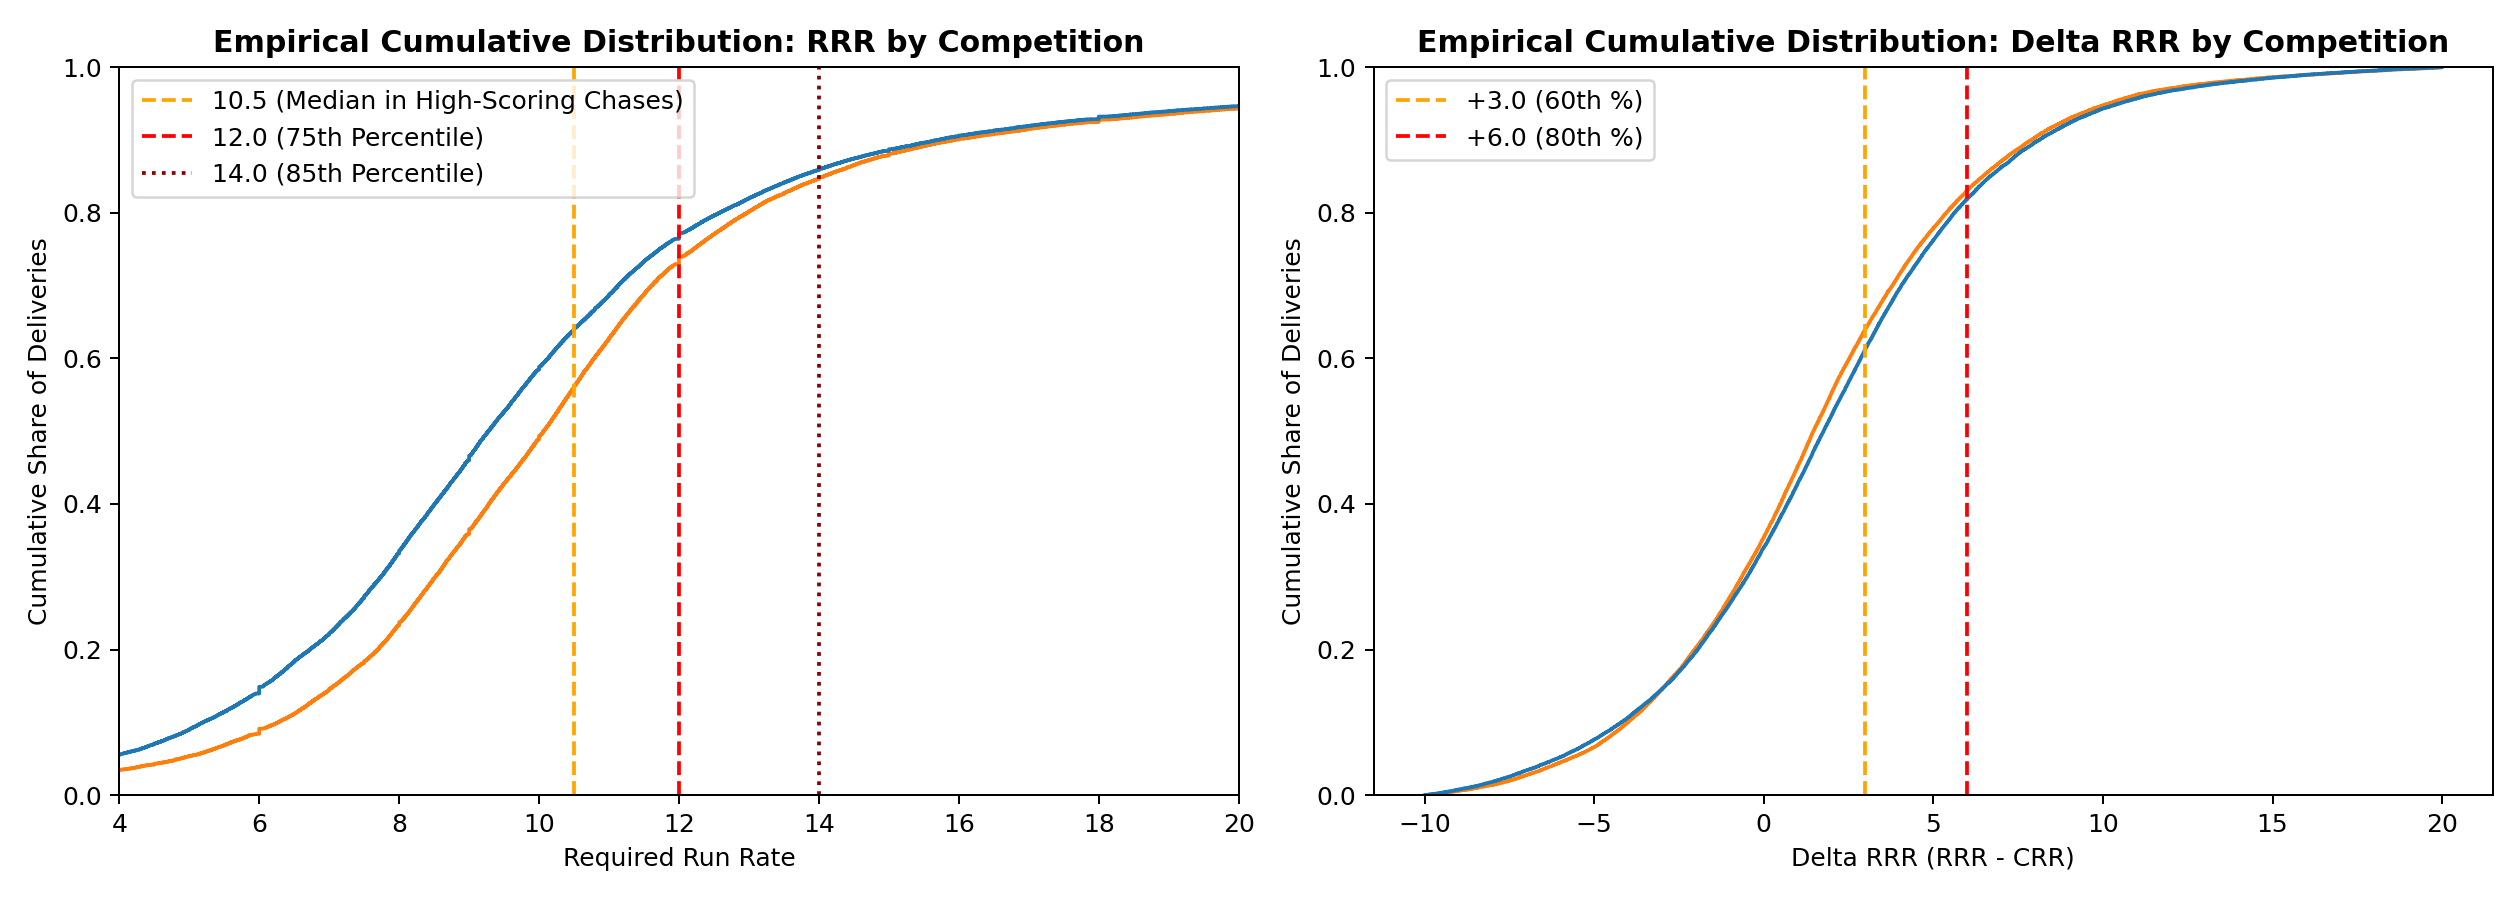 Empirical Cumulative Distribution: RRR by Competition
1.0
0.8
0.6
0.4
0.2
0.0
Cumulative Share of Deliveries
10.5 (Median in High-Scoring Chases)
12.0 (75th Percentile)
14.0 (85th Percentile)
4 6 8 10 12 14 16 18 20
Required Run Rate
Empirical Cumulative Distribution: Delta RRR by Competition
1.0
0.8
0.6
0.4
0.2
0.0
Cumulative Share of Deliveries
+3.0 (60th %)
+6.0 (80th %)
−10 −5 0 5 10 15 20
Delta RRR (RRR - CRR)